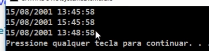 15/08/2001 13:45:58
15/08/2001 15:45:58
15/08/2001 13:48:58
Pressione qualquer tecla para continuar. . .